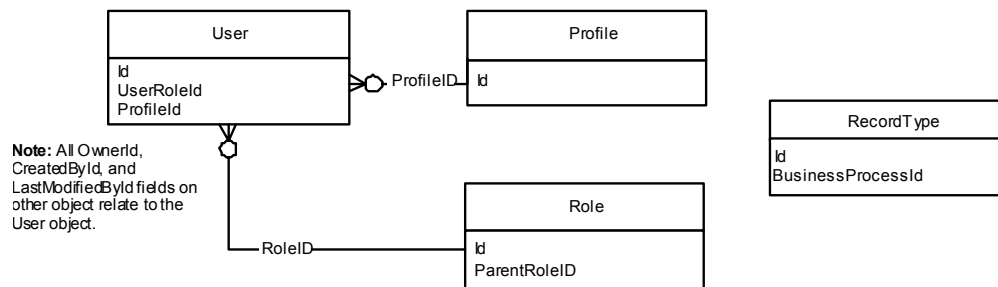 User
Profile
Id
UserRoleId
ProfileId
ProfileID
Id
RecordType
Id
BusinessProcessId
Note: All OwnerId,
CreatedById, and
LastModifiedById fields on
other object relate to the
User object.
Role
RoleID
Id
ParentRoleID